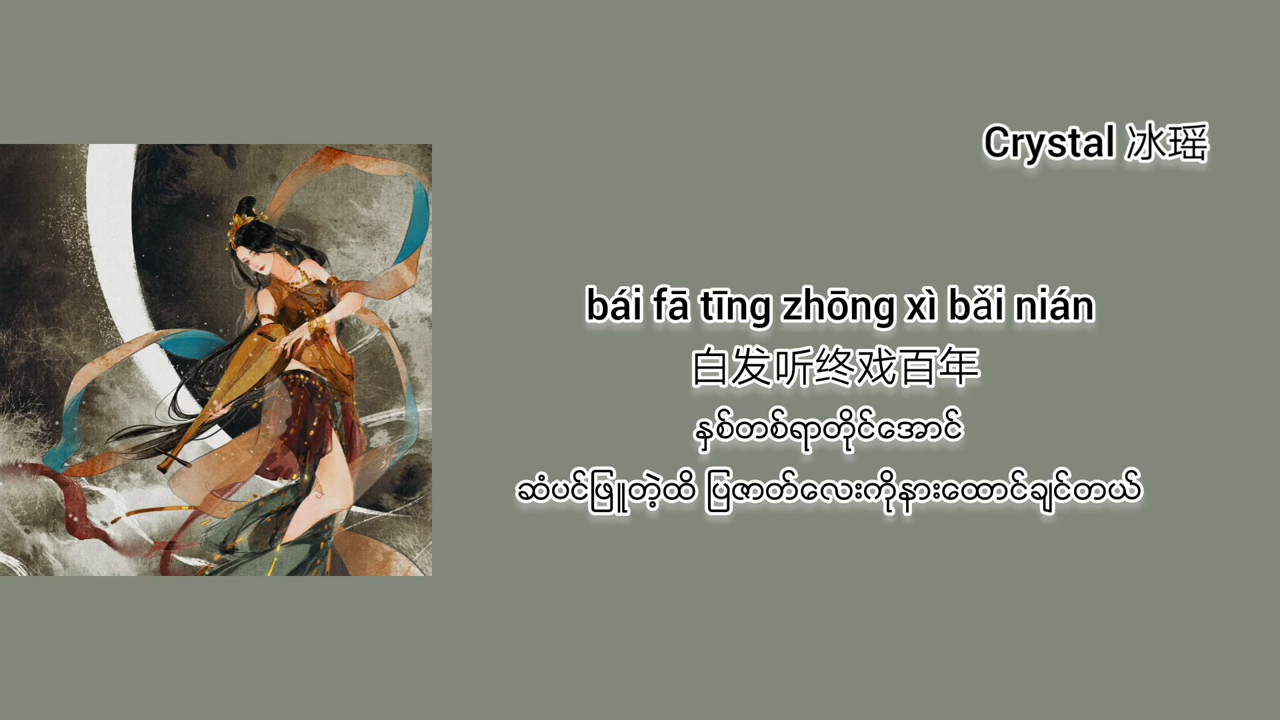 Crystal 冰瑶
bái fā tīng zhōng xì bǎi nián
白发听终戏百年
နှစ်တစ်ရာတိုင်အောင်
ဆံပင်ဖြူတဲ့ထိ ပြဇာတ်လေးကိုနားထောင်ချင်တယ်